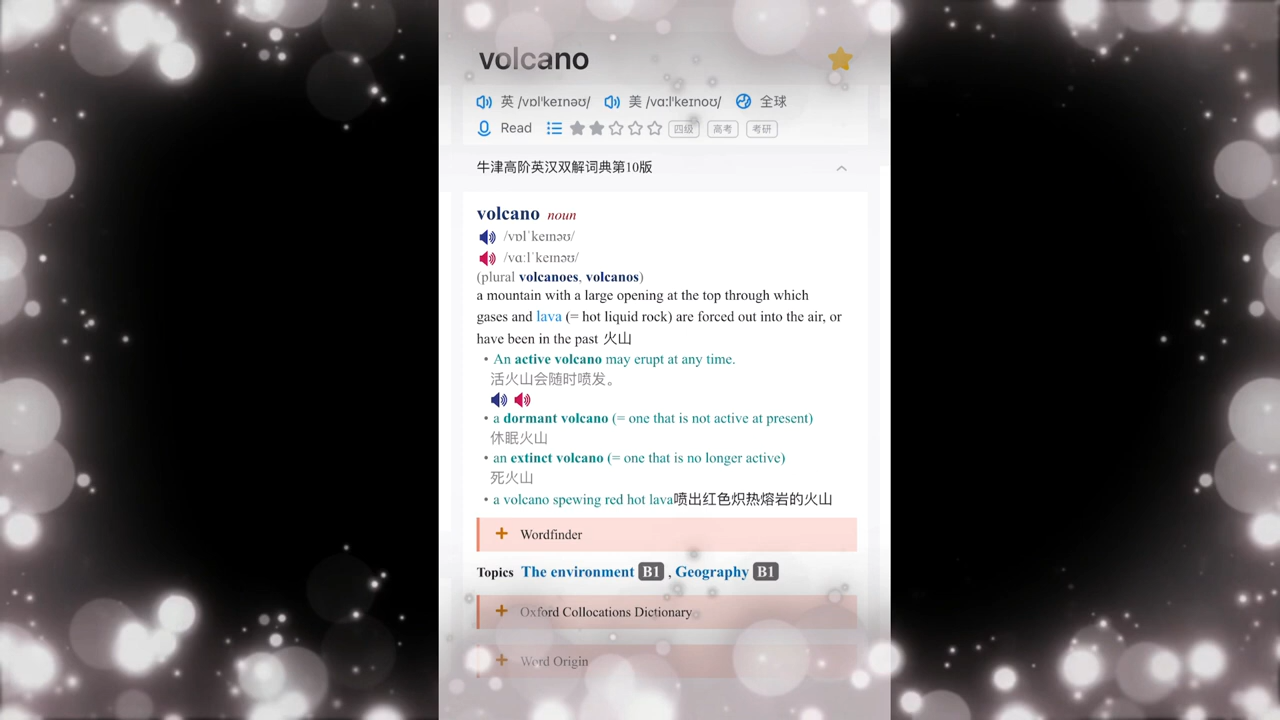 volcano
英 /vɒlˈkeɪnəʊ/ 美 /vɑːlˈkeɪnoʊ/ 全球
Read 四级 高考 考研
牛津高阶英汉双解词典第10版
volcano noun
/vɒlˈkeɪnəʊ/
/vɑːlˈkeɪnəʊ/
(plural volcanoes, volcanos)
a mountain with a large opening at the top through which
gases and lava (= hot liquid rock) are forced out into the air, or
have been in the past 火山
• An active volcano may erupt at any time.
活火山会随时喷发。
• a dormant volcano (= one that is not active at present)
休眠火山
• an extinct volcano (= one that is no longer active)
死火山
• a volcano spewing red hot lava喷出红色炽热熔岩的火山
+ Wordfinder
Topics The environment B1 , Geography B1
+ Oxford Collocations Dictionary
+ Word Origin